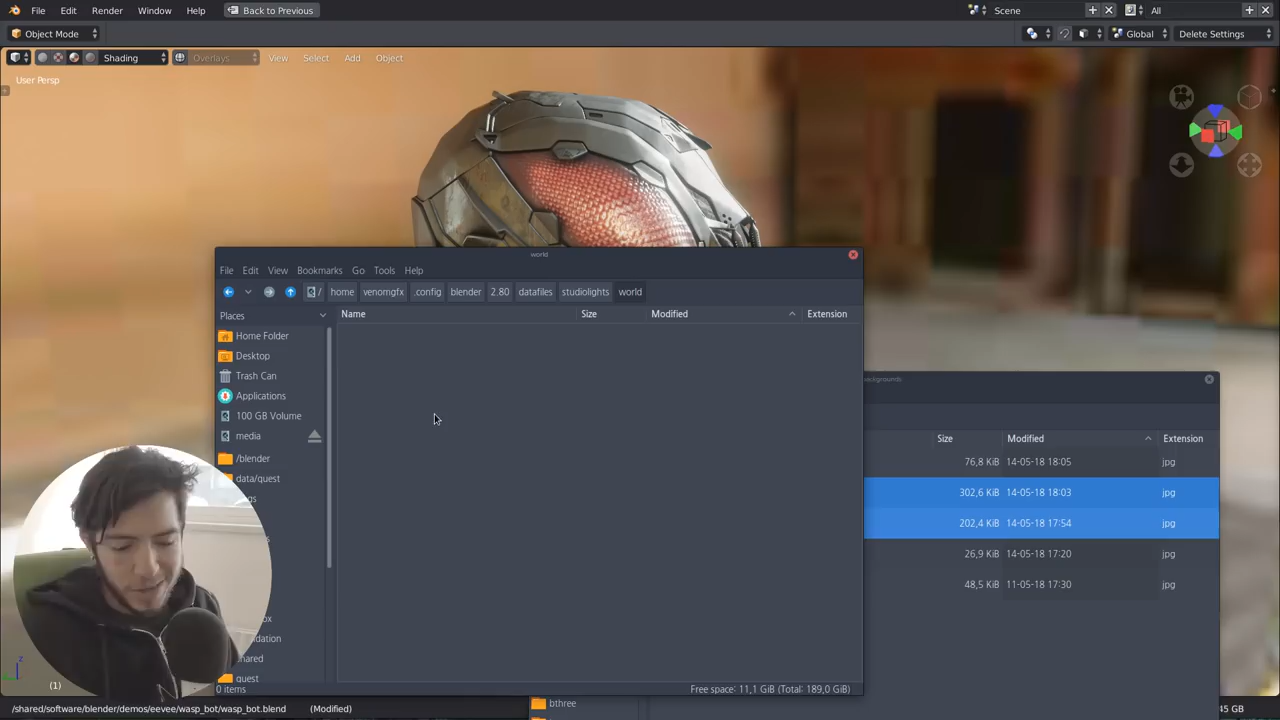 File Edit Render Window Help Back to Previous Scene All
Object Mode Global Delete Settings
Shading Overlays View Select Add Object
User Persp
world
File Edit View Bookmarks Go Tools Help
/ home venomgfx .config blender 2.80 datafiles studiolights world
Places Name Size Modified Extension
Home Folder
Desktop
Trash Can
Applications
100 GB Volume
media
/blender
data/quest
shared
quest
0 items Free space: 11,1 GiB (Total: 189,0 GiB)
backgrounds
Size Modified Extension
76,8 KiB 14-05-18 18:05 jpg
302,6 KiB 14-05-18 18:03 jpg
202,4 KiB 14-05-18 17:54 jpg
26,9 KiB 14-05-18 17:20 jpg
48,5 KiB 11-05-18 17:30 jpg
bthree
z
(1)
/shared/software/blender/demos/eevee/wasp_bot/wasp_bot.blend (Modified) 45 GB